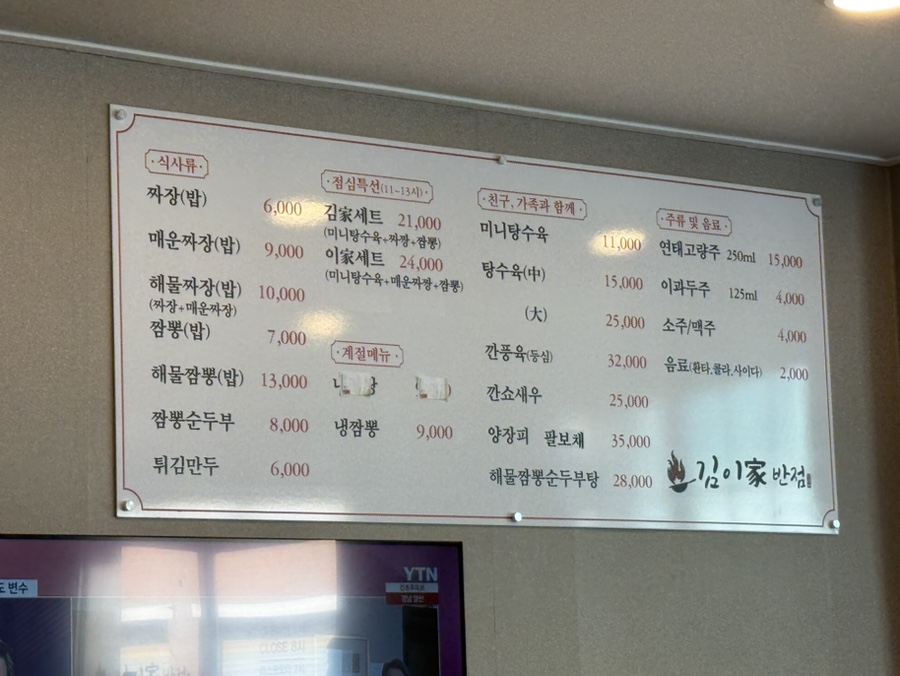 식사류
짜장(밥) 6,000
매운짜장(밥) 9,000
해물짜장(밥) 10,000
(짜장+매운짜장)
짬뽕(밥) 7,000
해물짬뽕(밥) 13,000
짬뽕순두부 8,000
튀김만두 6,000
점심특선(11~13시)
김家세트 21,000
(미니탕수육+짜짱+짬뽕)
이家세트 24,000
(미니탕수육+매운짜짱+짬뽕)
계절메뉴
냉짬뽕 9,000
친구, 가족과 함께
미니탕수육 11,000
탕수육(中) 15,000
(大) 25,000
깐풍육(등심) 32,000
깐쇼새우 25,000
양장피 팔보채 35,000
해물짬뽕순두부탕 28,000
주류 및 음료
연태고량주 250ml 15,000
이과두주 125ml 4,000
소주/맥주 4,000
음료(환타.콜라.사이다) 2,000
김이家 반점
도 변수
YTN